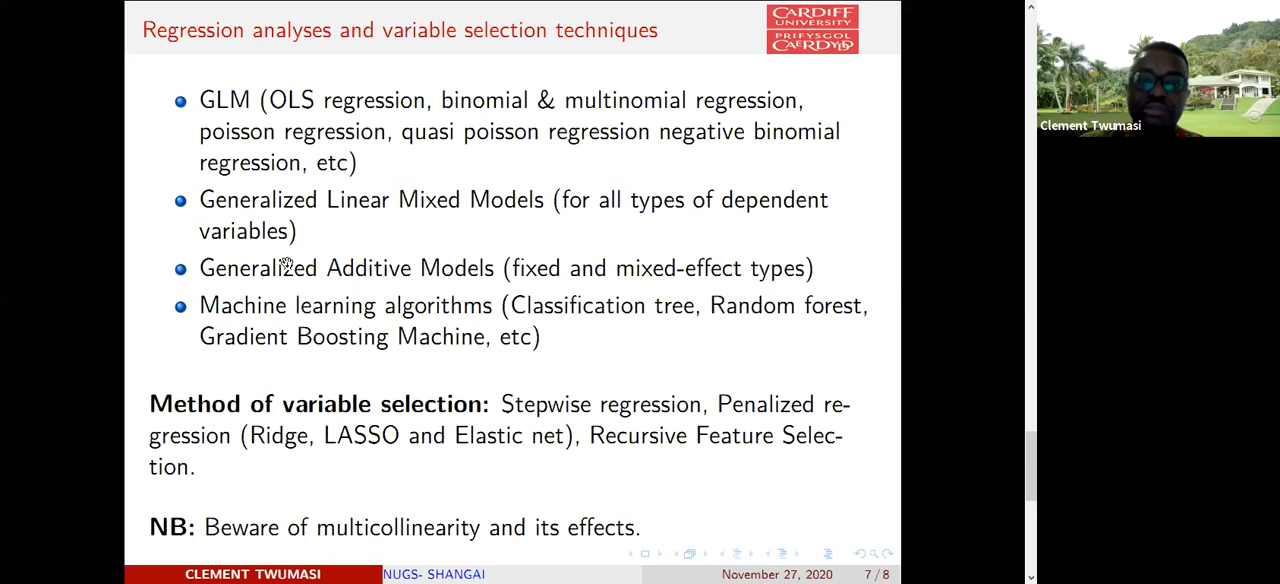 Regression analyses and variable selection techniques
CARDIFF
UNIVERSITY
PRIFYSGOL
CAERDYDD
GLM (OLS regression, binomial & multinomial regression,
poisson regression, quasi poisson regression negative binomial
regression, etc)
Generalized Linear Mixed Models (for all types of dependent
variables)
Generalized Additive Models (fixed and mixed-effect types)
Machine learning algorithms (Classification tree, Random forest,
Gradient Boosting Machine, etc)
Method of variable selection: Stepwise regression, Penalized re-
gression (Ridge, LASSO and Elastic net), Recursive Feature Selec-
tion.
NB: Beware of multicollinearity and its effects.
CLEMENT TWUMASI
NUGS- SHANGAI
November 27, 2020
7 / 8
Clement Twumasi